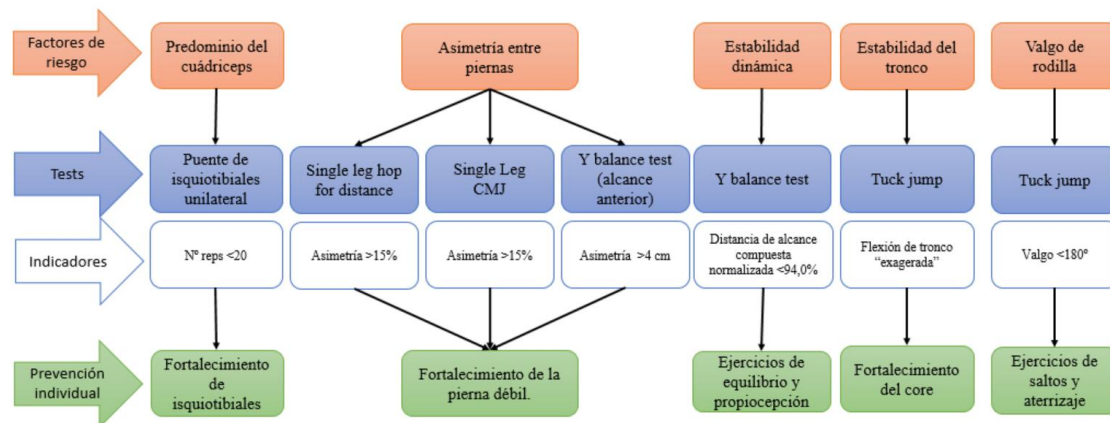 Factores de
riesgo
Predominio del
cuádriceps
Asimetría entre
piernas
Estabilidad
dinámica
Estabilidad del
tronco
Valgo de
rodilla
Tests
Puente de
isquiotibiales
unilateral
Single leg hop
for distance
Single Leg
CMJ
Y balance test
(alcance
anterior)
Y balance test
Tuck jump
Tuck jump
Indicadores
Nº reps <20
Asimetría >15%
Asimetría >15%
Asimetría >4 cm
Distancia de alcance
compuesta
normalizada <94,0%
Flexión de tronco
“exagerada”
Valgo <180º
Prevención
individual
Fortalecimiento
de
isquiotibiales
Fortalecimiento de la
pierna débil.
Ejercicios de
equilibrio y
propiocepción
Fortalecimiento
del core
Ejercicios de
saltos y
aterrizaje